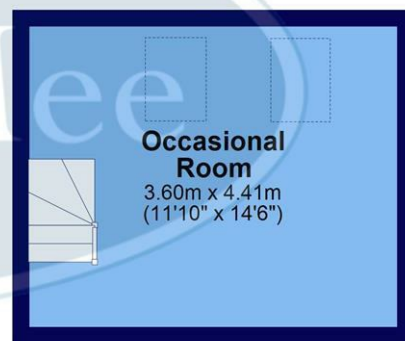 Occasional
Room
3.60m x 4.41m
(11'10" x 14'6")